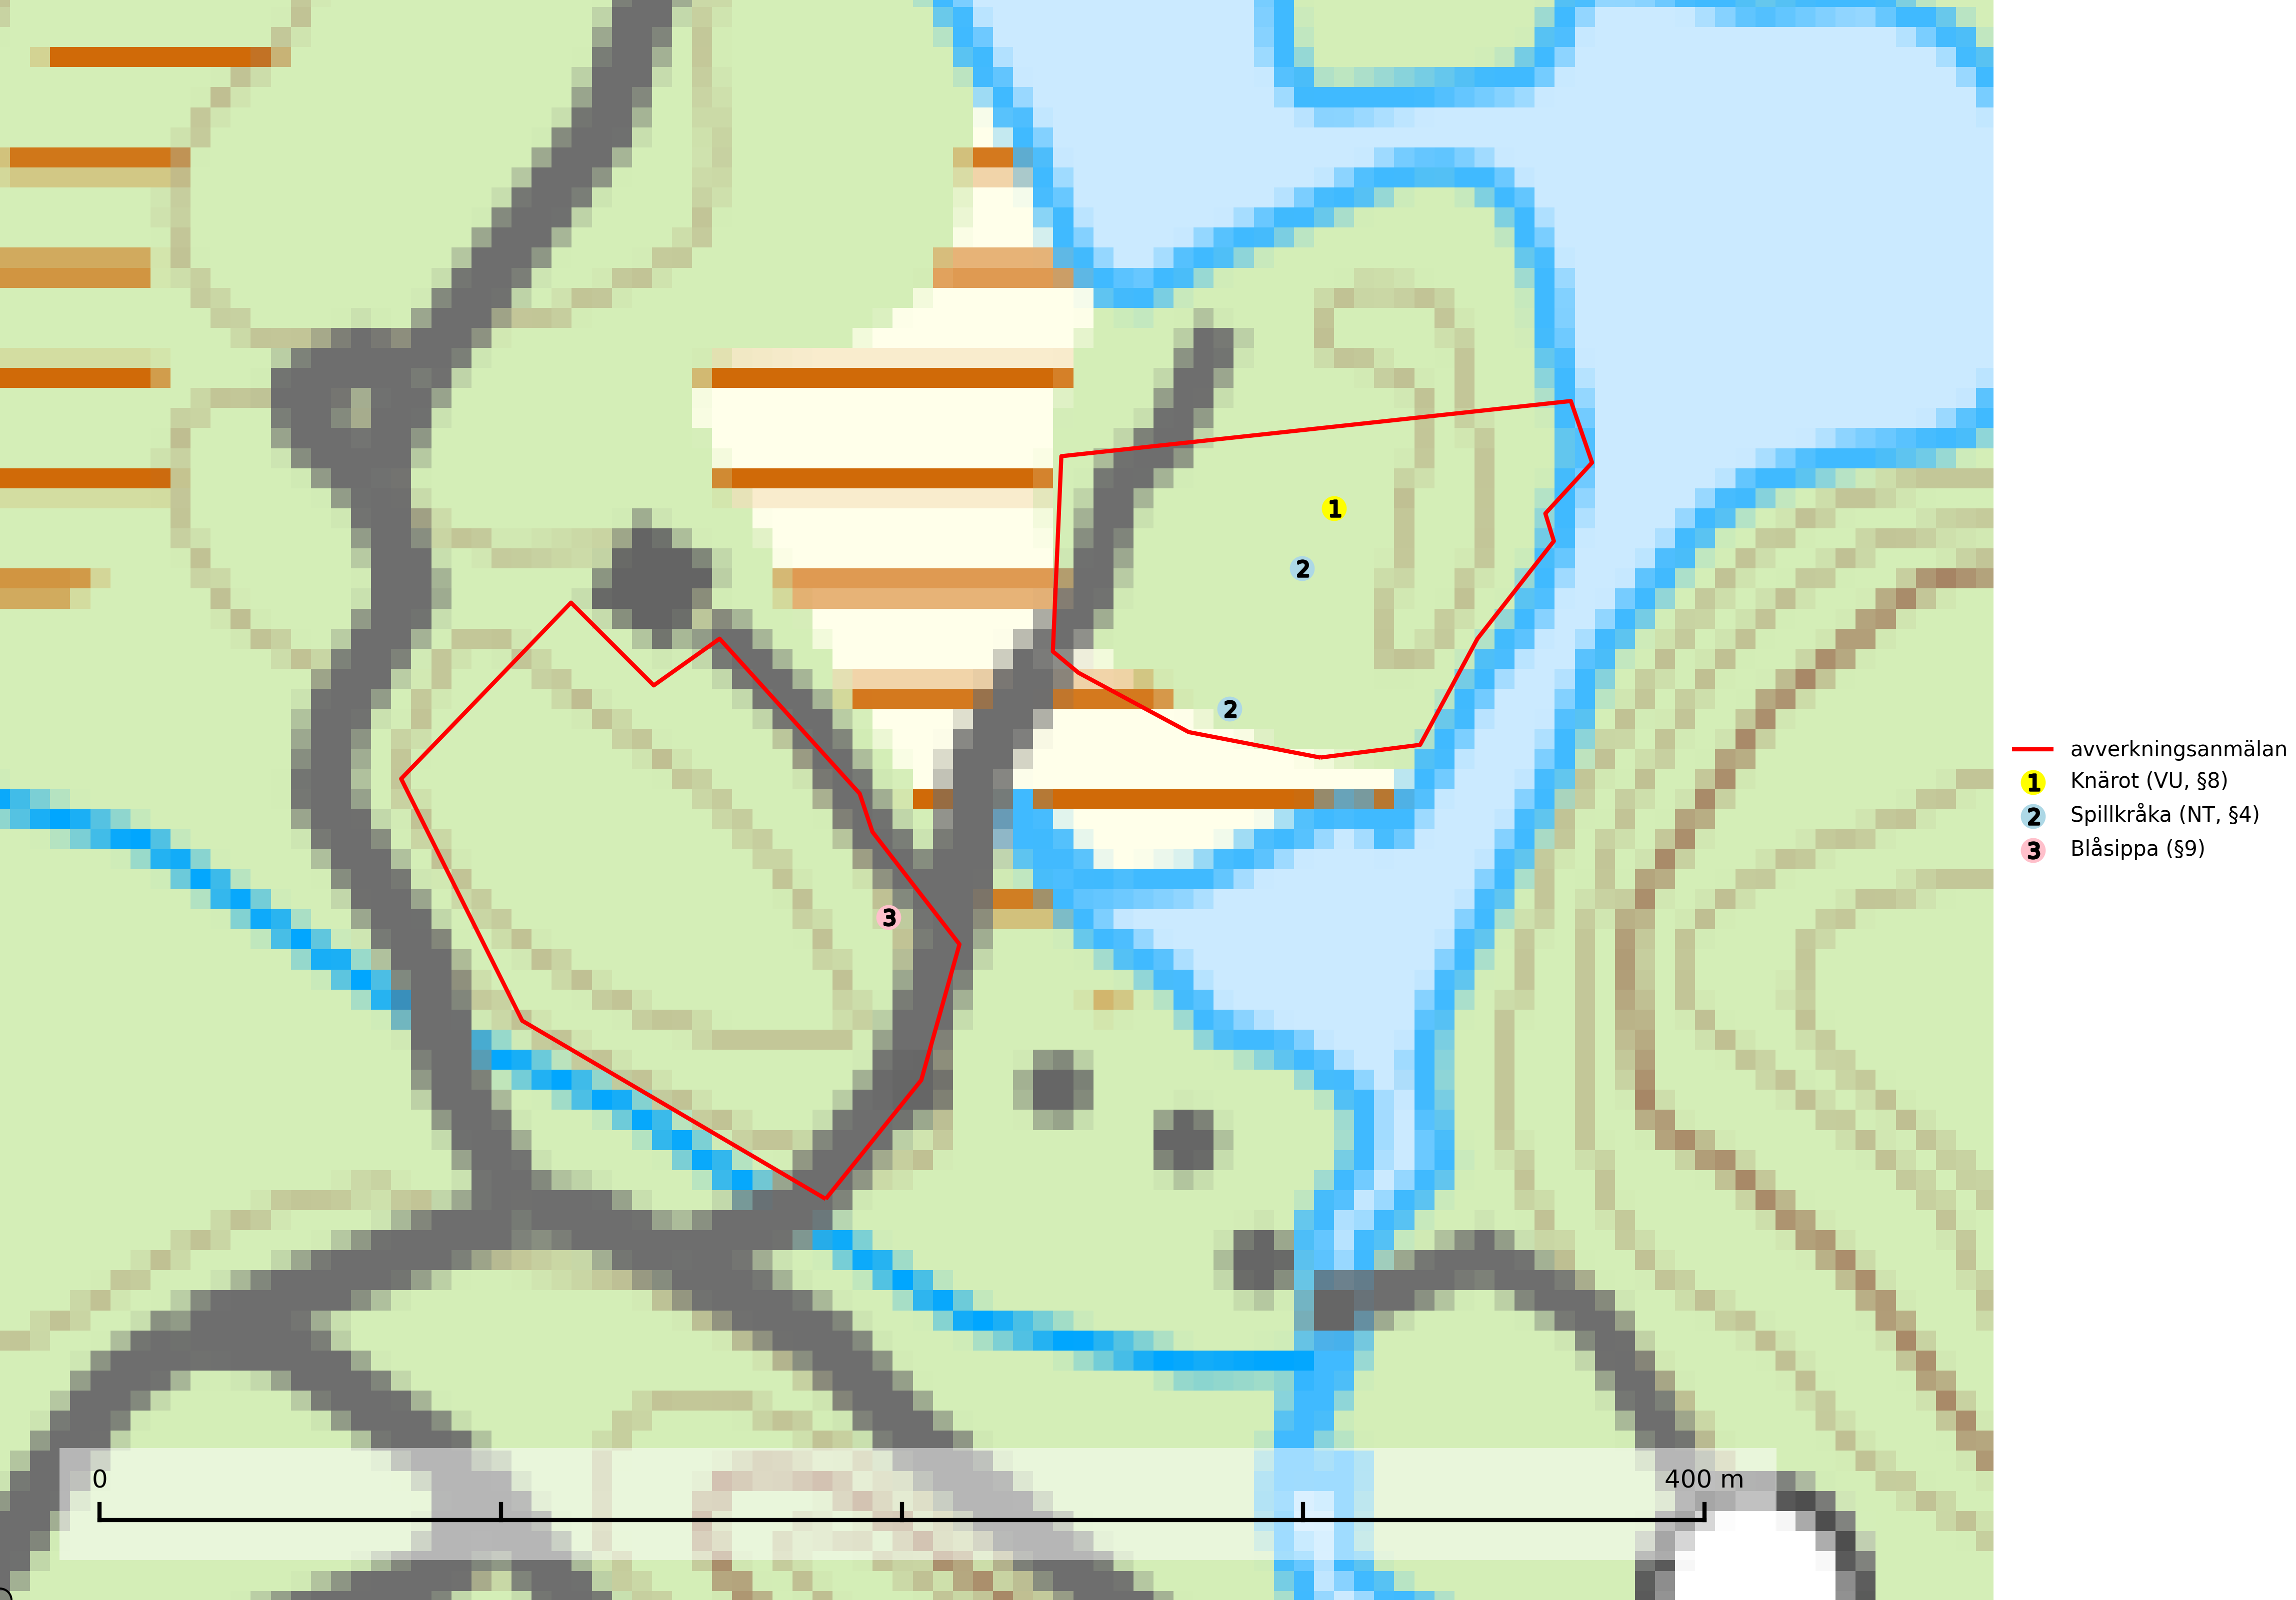 1
2
2
3
avverkningsanmälan
1 Knärot (VU, §8)
2 Spillkråka (NT, §4)
3 Blåsippa (§9)
0 400 m